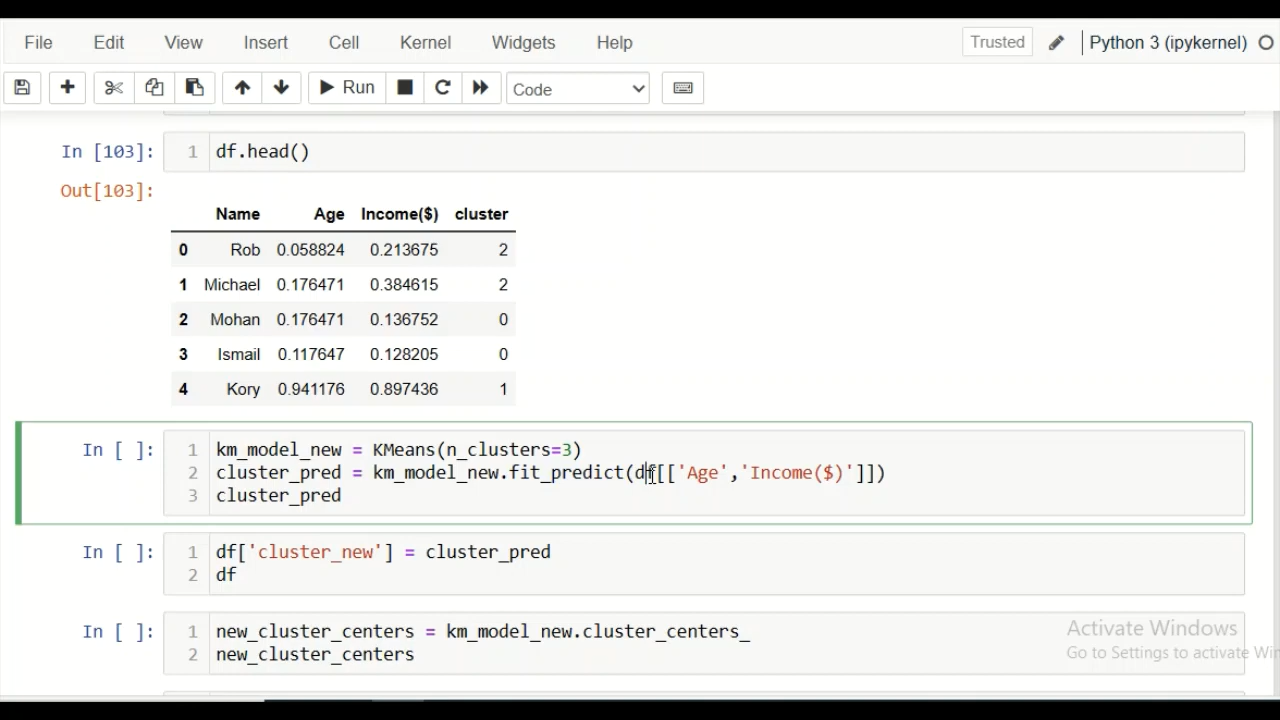 File Edit View Insert Cell Kernel Widgets Help Trusted Python 3 (ipykernel)
Run Code
In [103]: 1 df.head()
Out[103]:
Name Age Income($) cluster
0 Rob 0.058824 0.213675 2
1 Michael 0.176471 0.384615 2
2 Mohan 0.176471 0.136752 0
3 Ismail 0.117647 0.128205 0
4 Kory 0.941176 0.897436 1
In [ ]: 1 km_model_new = KMeans(n_clusters=3)
2 cluster_pred = km_model_new.fit_predict(df[['Age','Income($)']])
3 cluster_pred
In [ ]: 1 df['cluster_new'] = cluster_pred
2 df
In [ ]: 1 new_cluster_centers = km_model_new.cluster_centers_
2 new_cluster_centers
Activate Windows
Go to Settings to activate Win